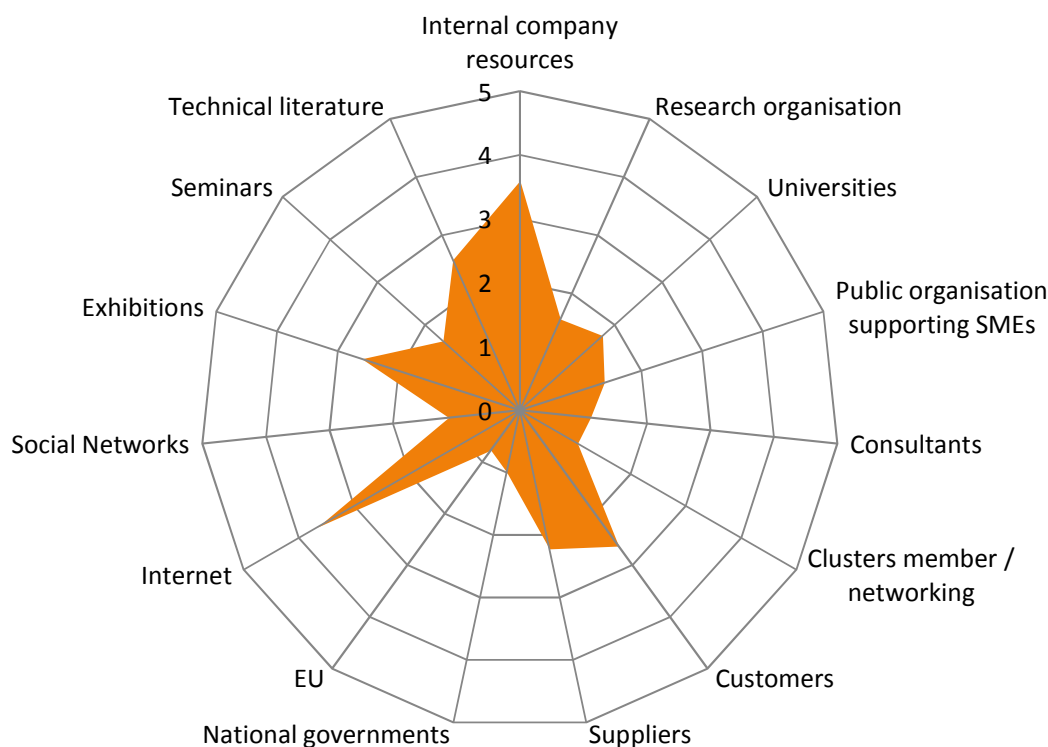 Internal company
resources
Technical literature
5
Research organisation
4
Seminars
Universities
3
Exhibitions
2
Public organisation
supporting SMEs
1
0
Social Networks
Consultants
Internet
Clusters member /
networking
EU
Customers
National governments
Suppliers